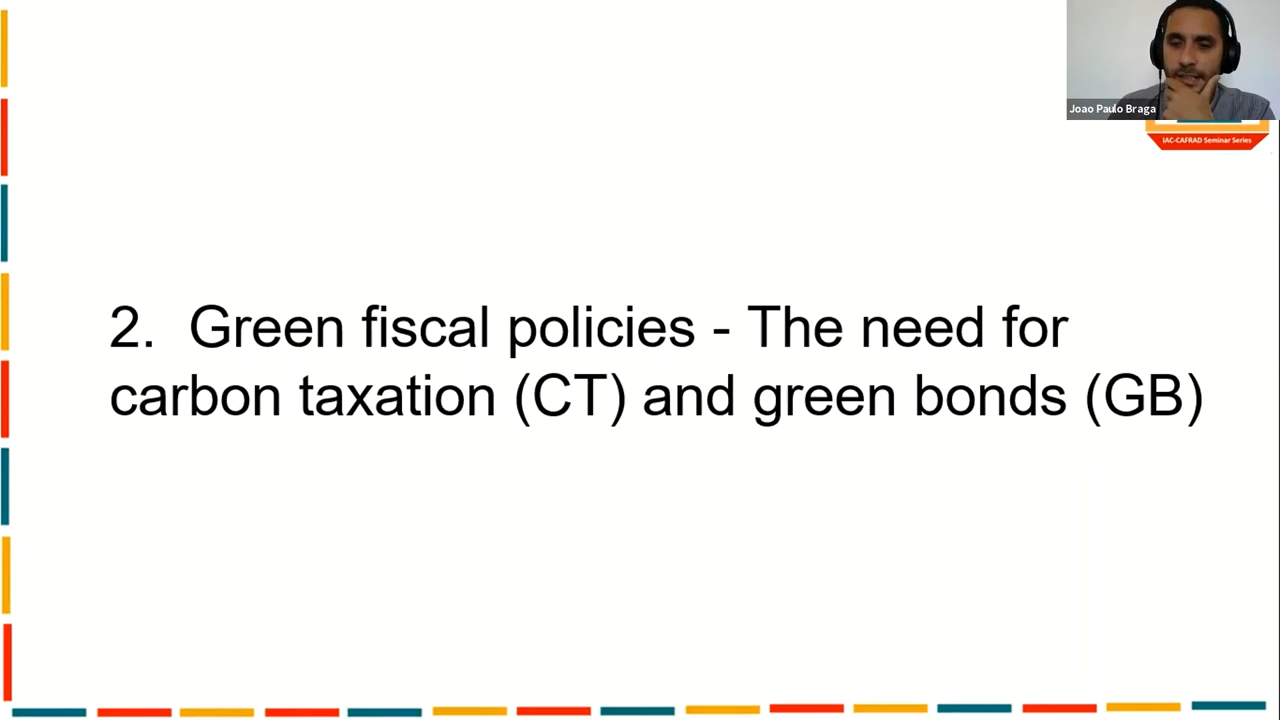 Joao Paulo Braga
IAC-CAFRAD Seminar Series
2. Green fiscal policies - The need for
carbon taxation (CT) and green bonds (GB)